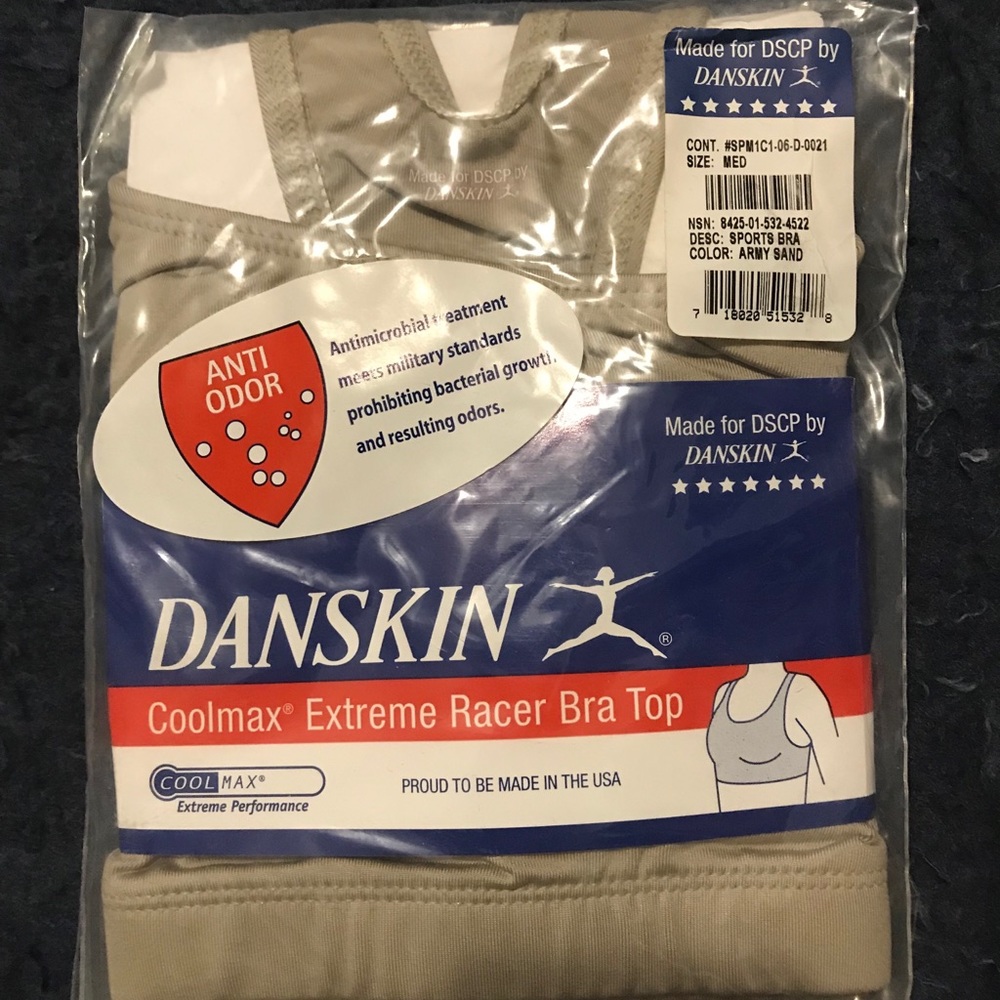 Made for DSCP by
DANSKIN
CONT. #SPM1C1-06-D-0021
SIZE: MED
NSN: 8425-01-532-4522
DESC: SPORTS BRA
COLOR: ARMY SAND
7 18020 51532 8
Made for DSCP by
DANSKIN
ANTI
ODOR
Antimicrobial treatment
meets military standards
prohibiting bacterial growth
and resulting odors.
Made for DSCP by
DANSKIN
DANSKIN ®
Coolmax® Extreme Racer Bra Top
COOLMAX®
Extreme Performance
PROUD TO BE MADE IN THE USA